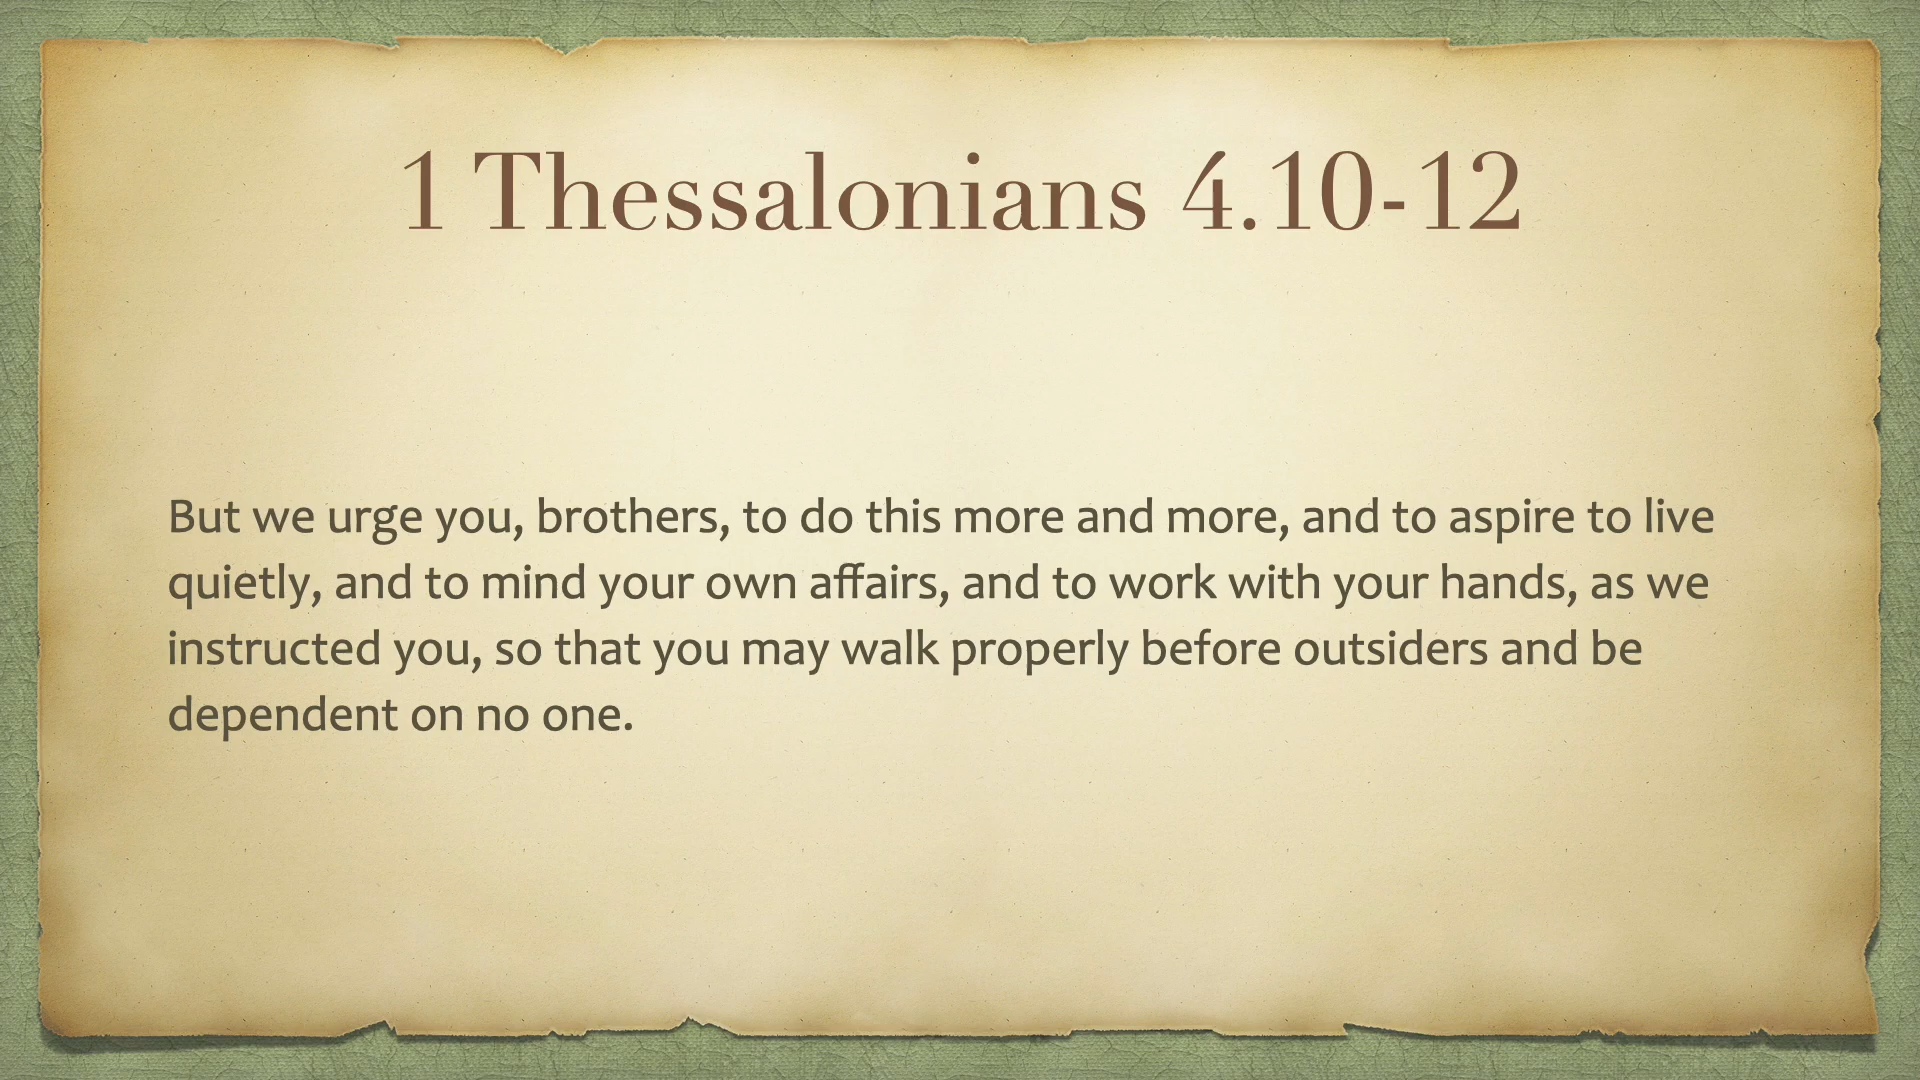 1 Thessalonians 4.10-12
But we urge you, brothers, to do this more and more, and to aspire to live
quietly, and to mind your own affairs, and to work with your hands, as we
instructed you, so that you may walk properly before outsiders and be
dependent on no one.